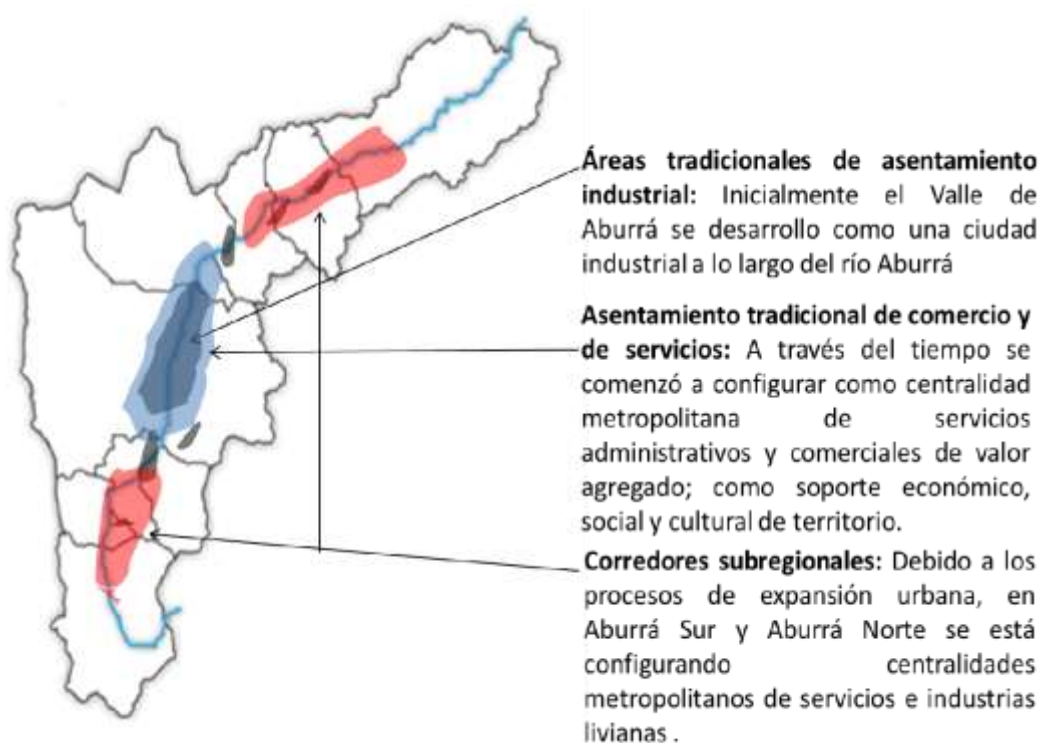 Áreas tradicionales de asentamiento
industrial: Inicialmente el Valle de
Aburrá se desarrollo como una ciudad
industrial a lo largo del río Aburrá
Asentamiento tradicional de comercio y
de servicios: A través del tiempo se
comenzó a configurar como centralidad
metropolitana de servicios
administrativos y comerciales de valor
agregado; como soporte económico,
social y cultural de territorio.
Corredores subregionales: Debido a los
procesos de expansión urbana, en
Aburrá Sur y Aburrá Norte se está
configurando centralidades
metropolitanos de servicios e industrias
livianas .